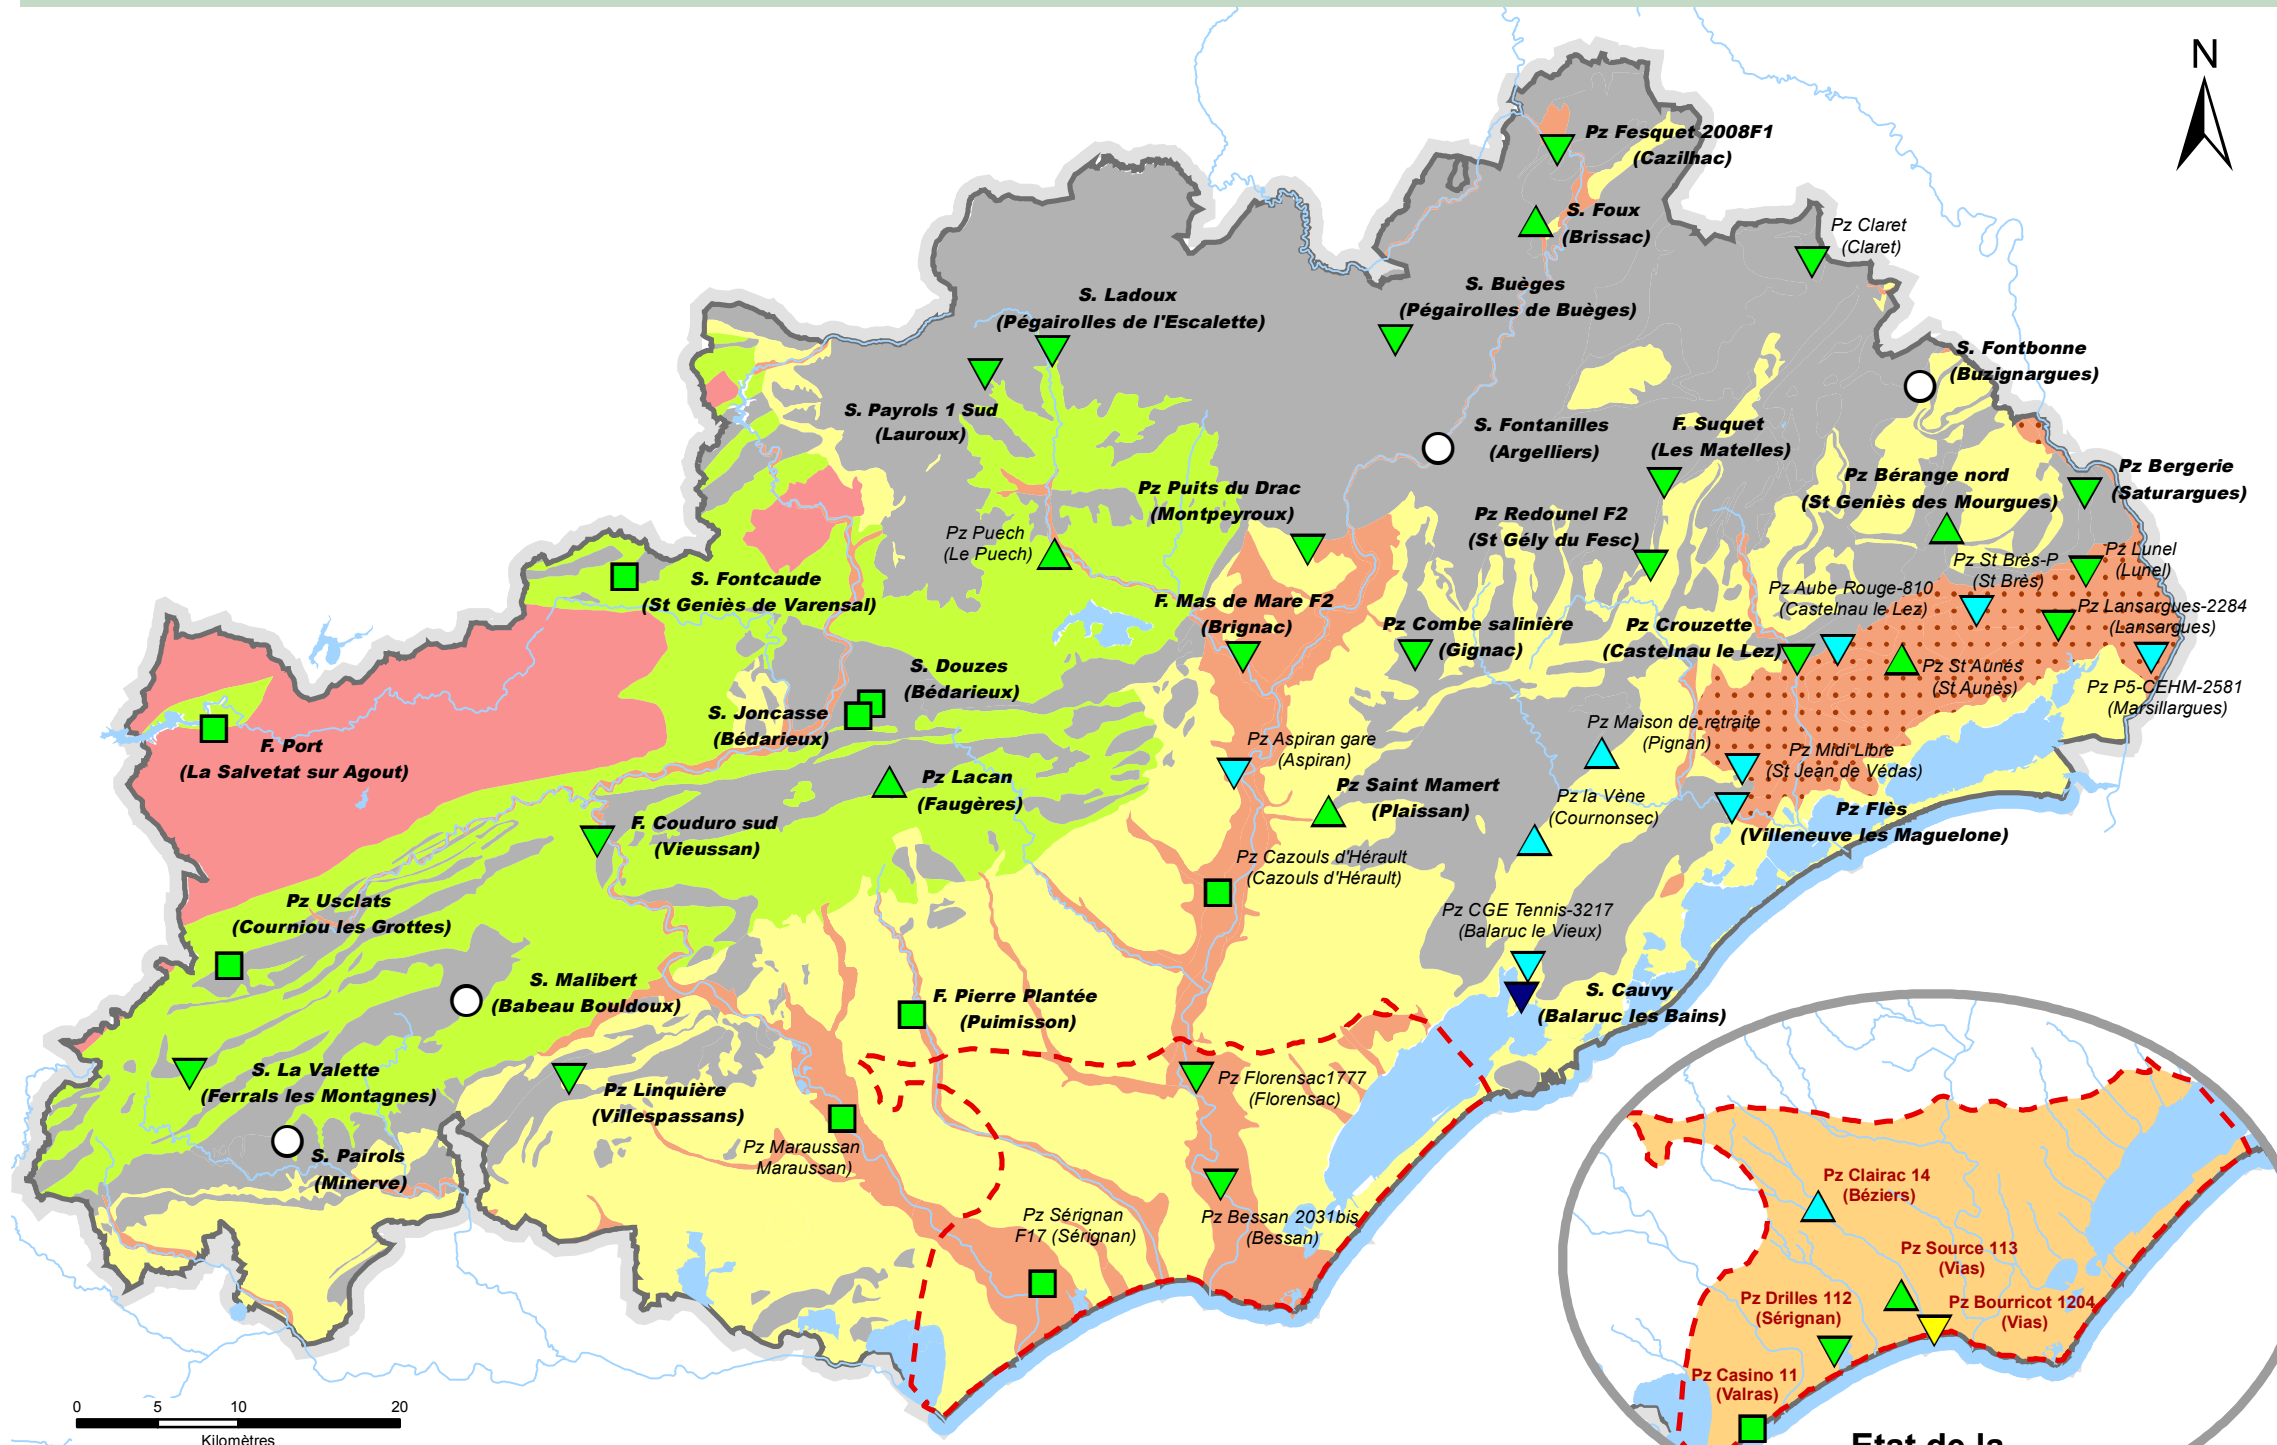 N
Pz Fesquet 2008F1
(Cazilhac)
S. Foux
(Brissac)
Pz Claret
(Claret)
S. Buèges
(Pégairolles de Buèges)
S. Ladoux
(Pégairolles de l'Escalette)
S. Fontbonne
(Buzignargues)
S. Payrols 1 Sud
(Lauroux)
S. Fontanilles
(Argelliers)
F. Suquet
(Les Matelles)
Pz Bérange nord
(St Geniès des Mourgues)
Pz Bergerie
(Saturargues)
Pz Puits du Drac
(Montpeyroux)
Pz Redounel F2
(St Gély du Fesc)
Pz Puech
(Le Puech)
Pz St Brès-P
(St Brès)
Pz Lunel
(Lunel)
S. Fontcaude
(St Geniès de Varensal)
Pz Aube Rouge-810
(Castelnau le Lez)
F. Mas de Mare F2
(Brignac)
Pz Lansargues-2284
(Lansargues)
Pz Combe salinière
(Gignac)
Pz Crouzette
(Castelnau le Lez)
S. Douzes
(Bédarieux)
Pz St Aunés
(St Aunès)
Pz P5-CEHM-2581
(Marsillargues)
S. Joncasse
(Bédarieux)
Pz Maison de retraite
(Pignan)
F. Port
(La Salvetat sur Agout)
Pz Aspiran gare
(Aspiran)
Pz Midi Libre
(St Jean de Védas)
Pz Lacan
(Faugères)
Pz Saint Mamert
(Plaissan)
Pz la Vène
(Cournonsec)
Pz Flès
(Villeneuve les Maguelone)
F. Couduro sud
(Vieussan)
Pz Cazouls d'Hérault
(Cazouls d'Hérault)
Pz Usclats
(Courniou les Grottes)
Pz CGE Tennis-3217
(Balaruc le Vieux)
S. Malibert
(Babeau Bouldoux)
F. Pierre Plantée
(Puimisson)
S. Cauvy
(Balaruc les Bains)
S. La Valette
(Ferrals les Montagnes)
Pz Linquière
(Villespassans)
Pz Florensac1777
(Florensac)
S. Pairols
(Minerve)
Pz Maraussan
Maraussan)
Pz Sérignan
F17 (Sérignan)
Pz Bessan 2031bis
(Bessan)
Pz Clairac 14
(Béziers)
Pz Source 113
(Vias)
Pz Drilles 112
(Sérignan)
Pz Bourricot 1204
(Vias)
Pz Casino 11
(Valras)
0 5 10 20
Kilomètres
Etat de la